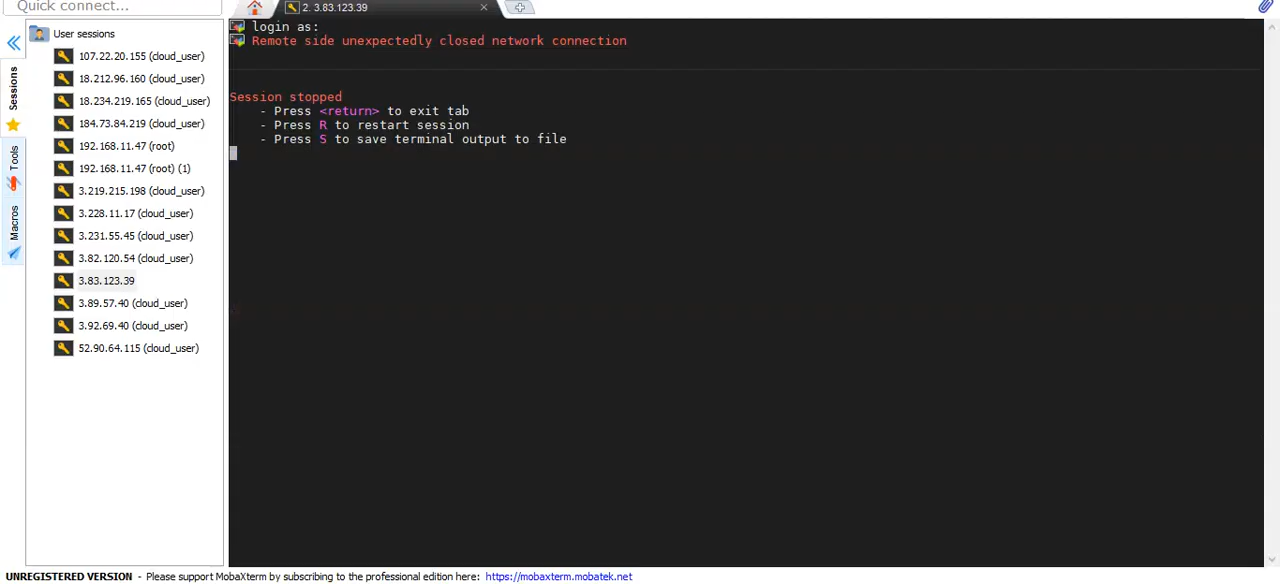 Quick connect...
2. 3.83.123.39
Sessions
Tools
Macros
User sessions
107.22.20.155 (cloud_user)
18.212.96.160 (cloud_user)
18.234.219.165 (cloud_user)
184.73.84.219 (cloud_user)
192.168.11.47 (root)
192.168.11.47 (root) (1)
3.219.215.198 (cloud_user)
3.228.11.17 (cloud_user)
3.231.55.45 (cloud_user)
3.82.120.54 (cloud_user)
3.83.123.39
3.89.57.40 (cloud_user)
3.92.69.40 (cloud_user)
52.90.64.115 (cloud_user)
login as:
Remote side unexpectedly closed network connection
Session stopped
- Press <return> to exit tab
- Press R to restart session
- Press S to save terminal output to file
UNREGISTERED VERSION - Please support MobaXterm by subscribing to the professional edition here: https://mobaxterm.mobatek.net